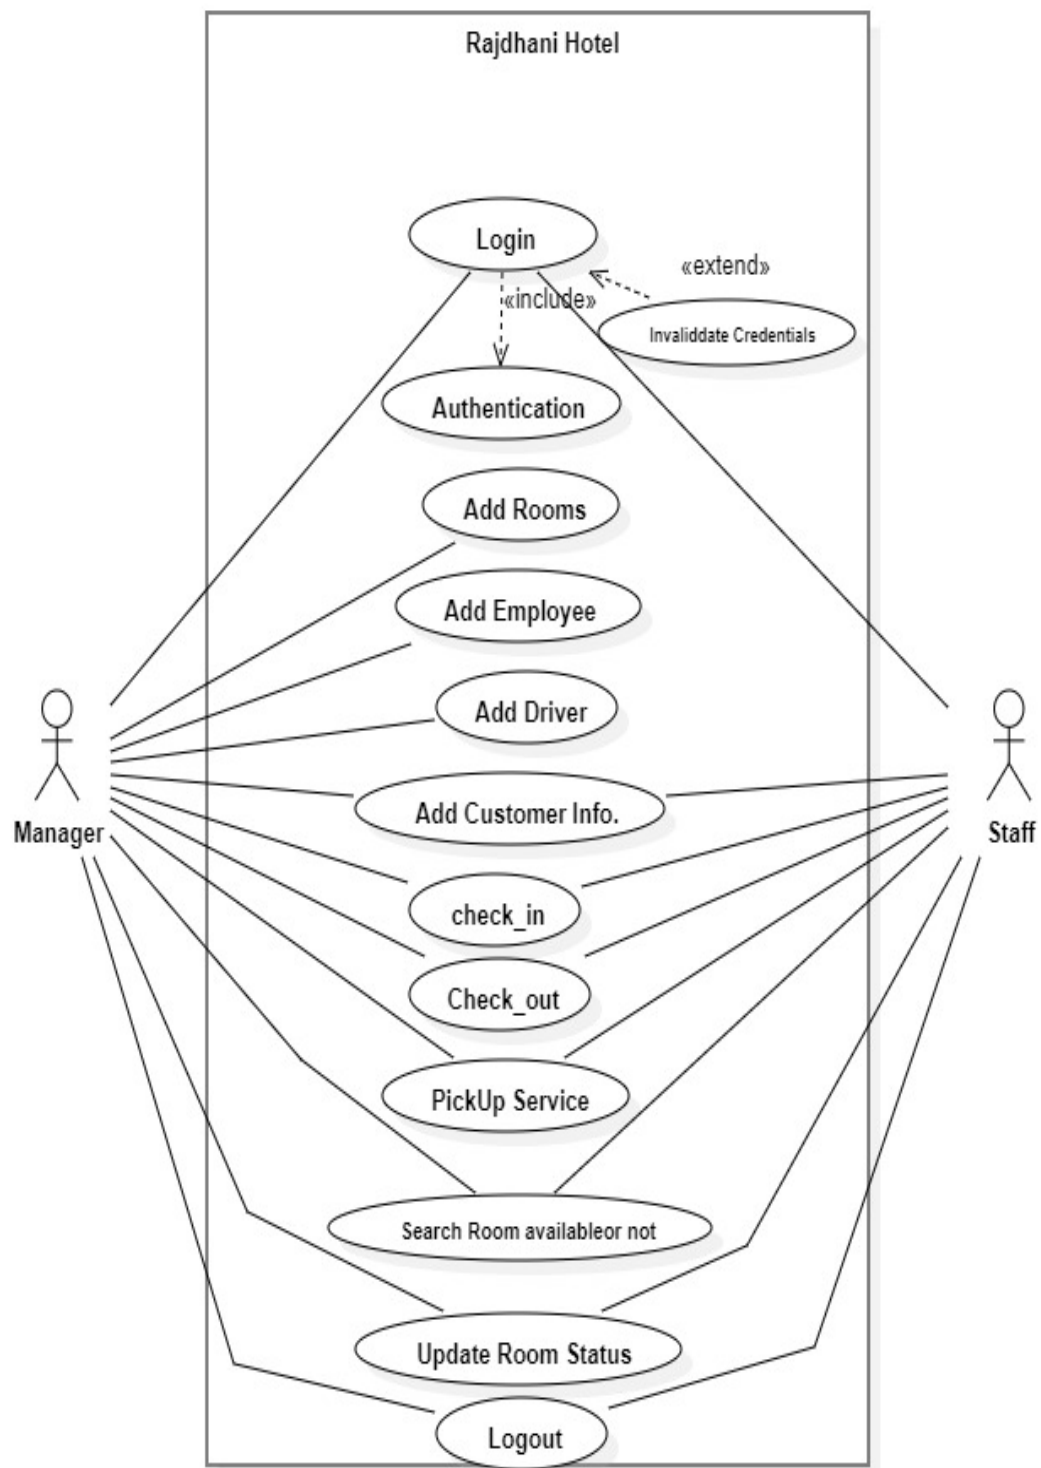 Rajdhani Hotel
Login
«extend»
«include»
Invaliddate Credentials
Authentication
Add Rooms
Add Employee
Add Driver
Add Customer Info.
Manager
Staff
check_in
Check_out
PickUp Service
Search Room availableor not
Update Room Status
Logout